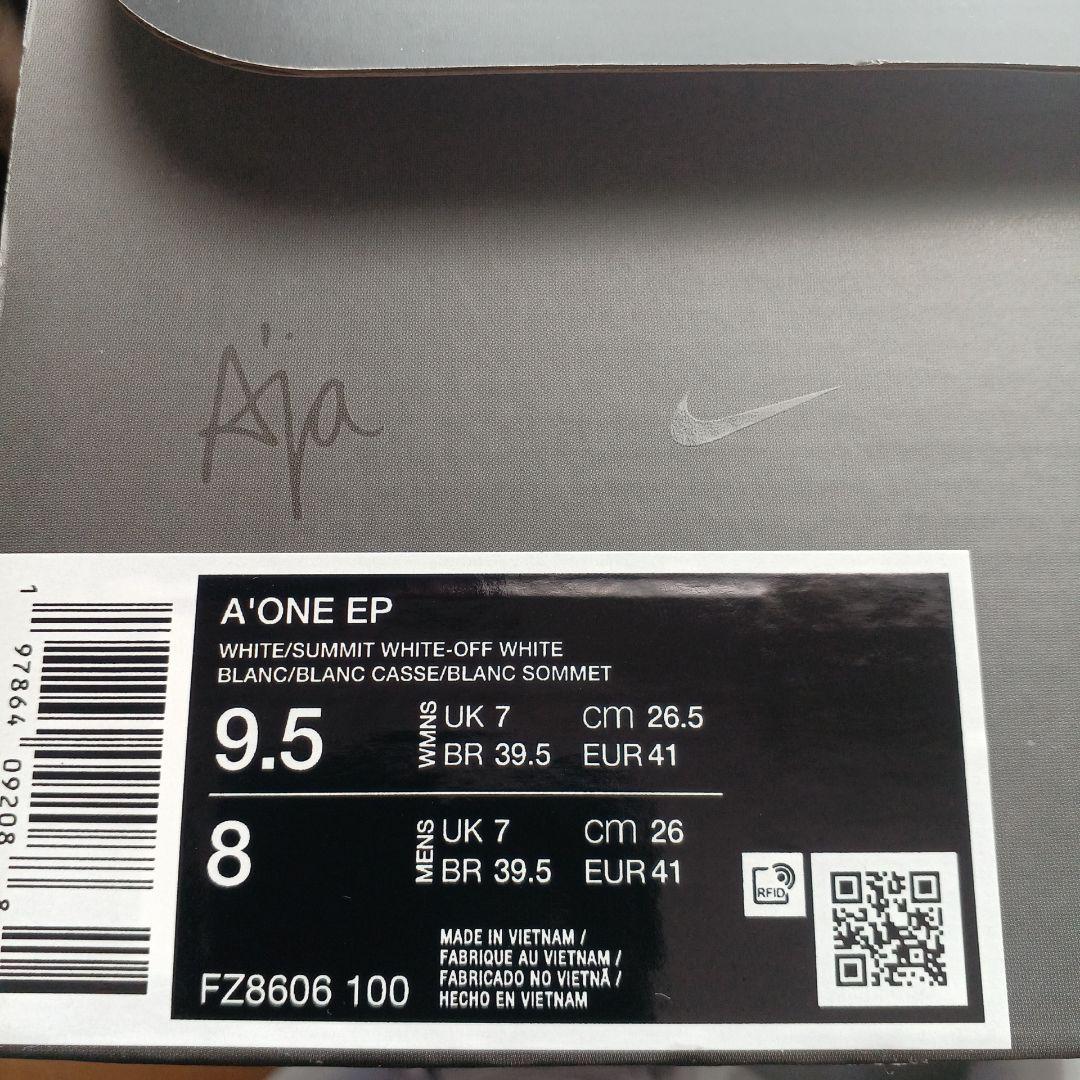 A'ja
A'ONE EP
WHITE/SUMMIT WHITE-OFF WHITE
BLANC/BLANC CASSE/BLANC SOMMET
9.5 WMNS UK 7 cm 26.5
BR 39.5 EUR 41
8 MENS UK 7 cm 26
BR 39.5 EUR 41
RFID
MADE IN VIETNAM /
FABRIQUE AU VIETNAM /
FABRICADO NO VIETNÃ /
HECHO EN VIETNAM
FZ8606 100
1 97864 09208 8